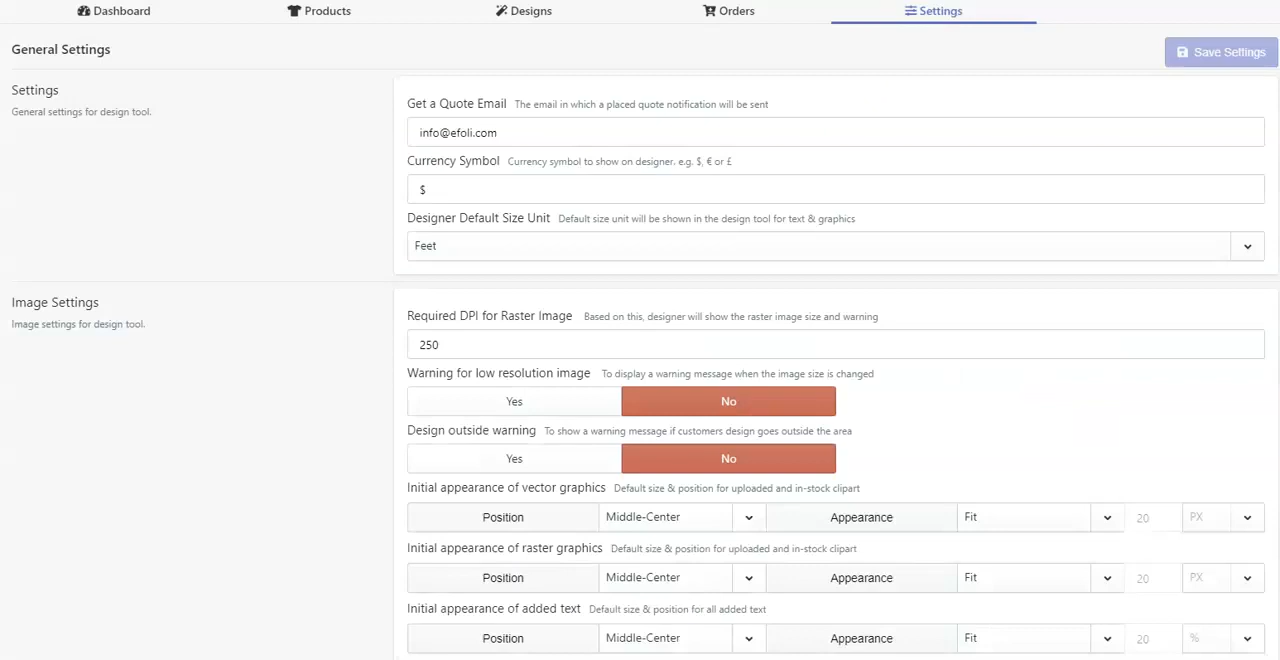 Dashboard Products Designs Orders Settings
General Settings
Save Settings
Settings
General settings for design tool.
Get a Quote Email The email in which a placed quote notification will be sent
info@efoli.com
Currency Symbol Currency symbol to show on designer. e.g. $, € or £
$
Designer Default Size Unit Default size unit will be shown in the design tool for text & graphics
Feet
Image Settings
Image settings for design tool.
Required DPI for Raster Image Based on this, designer will show the raster image size and warning
250
Warning for low resolution image To display a warning message when the image size is changed
Yes No
Design outside warning To show a warning message if customers design goes outside the area
Yes No
Initial appearance of vector graphics Default size & position for uploaded and in-stock clipart
Position Middle-Center Appearance Fit 20 PX
Initial appearance of raster graphics Default size & position for uploaded and in-stock clipart
Position Middle-Center Appearance Fit 20 PX
Initial appearance of added text Default size & position for all added text
Position Middle-Center Appearance Fit 20 %